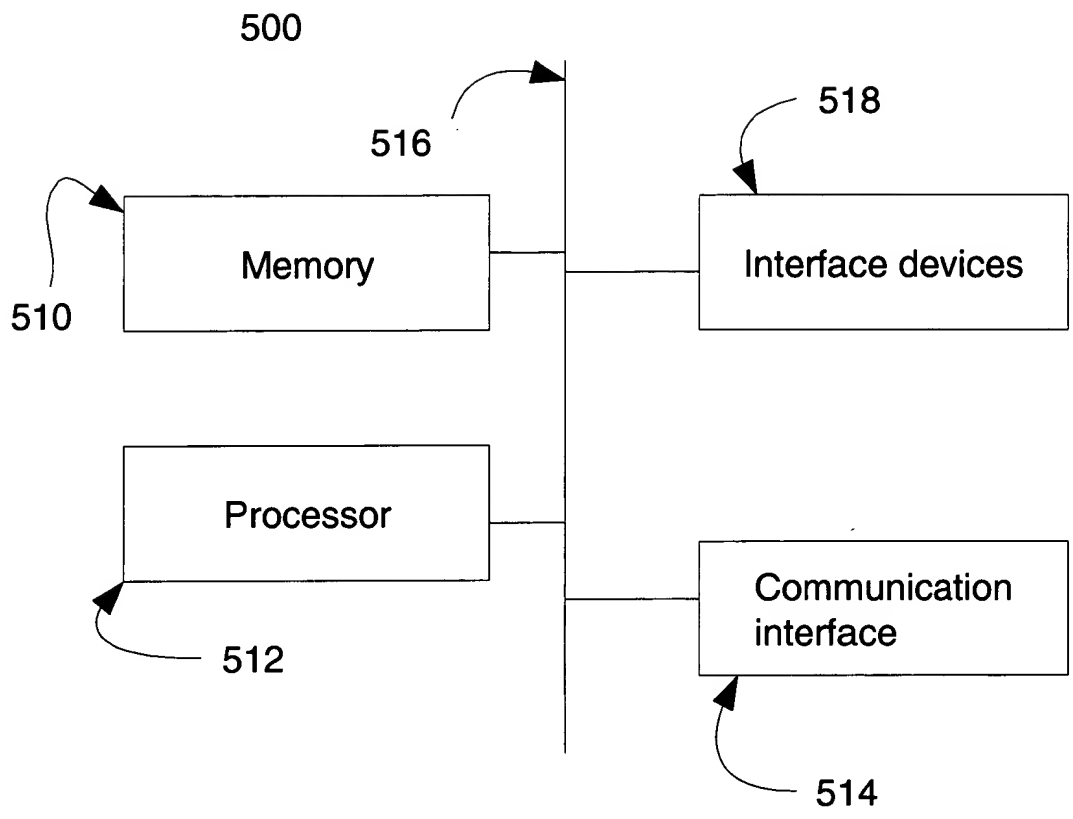 500
516
518
510
Memory
Interface devices
Processor
512
Communication
interface
514